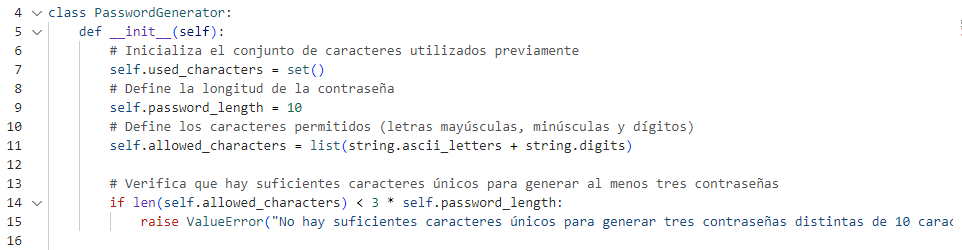 4 class PasswordGenerator:
5 def __init__(self):
6 # Inicializa el conjunto de caracteres utilizados previamente
7 self.used_characters = set()
8 # Define la longitud de la contraseña
9 self.password_length = 10
10 # Define los caracteres permitidos (letras mayúsculas, minúsculas y dígitos)
11 self.allowed_characters = list(string.ascii_letters + string.digits)
12
13 # Verifica que hay suficientes caracteres únicos para generar al menos tres contraseñas
14 if len(self.allowed_characters) < 3 * self.password_length:
15 raise ValueError("No hay suficientes caracteres únicos para generar tres contraseñas distintas de 10 carac
16